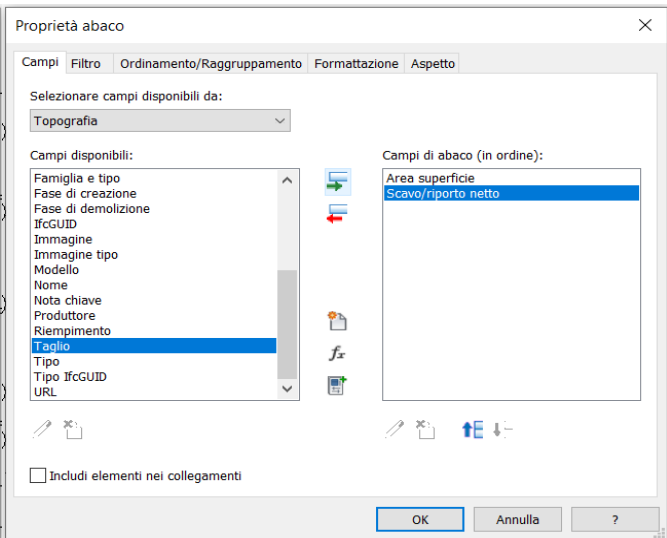 Proprietà abaco
Campi Filtro Ordinamento/Raggruppamento Formattazione Aspetto
Selezionare campi disponibili da:
Topografia
Campi disponibili:
Famiglia e tipo
Fase di creazione
Fase di demolizione
IfcGUID
Immagine
Immagine tipo
Modello
Nome
Nota chiave
Produttore
Riempimento
Taglio
Tipo
Tipo IfcGUID
URL
fx
Campi di abaco (in ordine):
Area superficie
Scavo/riporto netto
Includi elementi nei collegamenti
OK Annulla ?